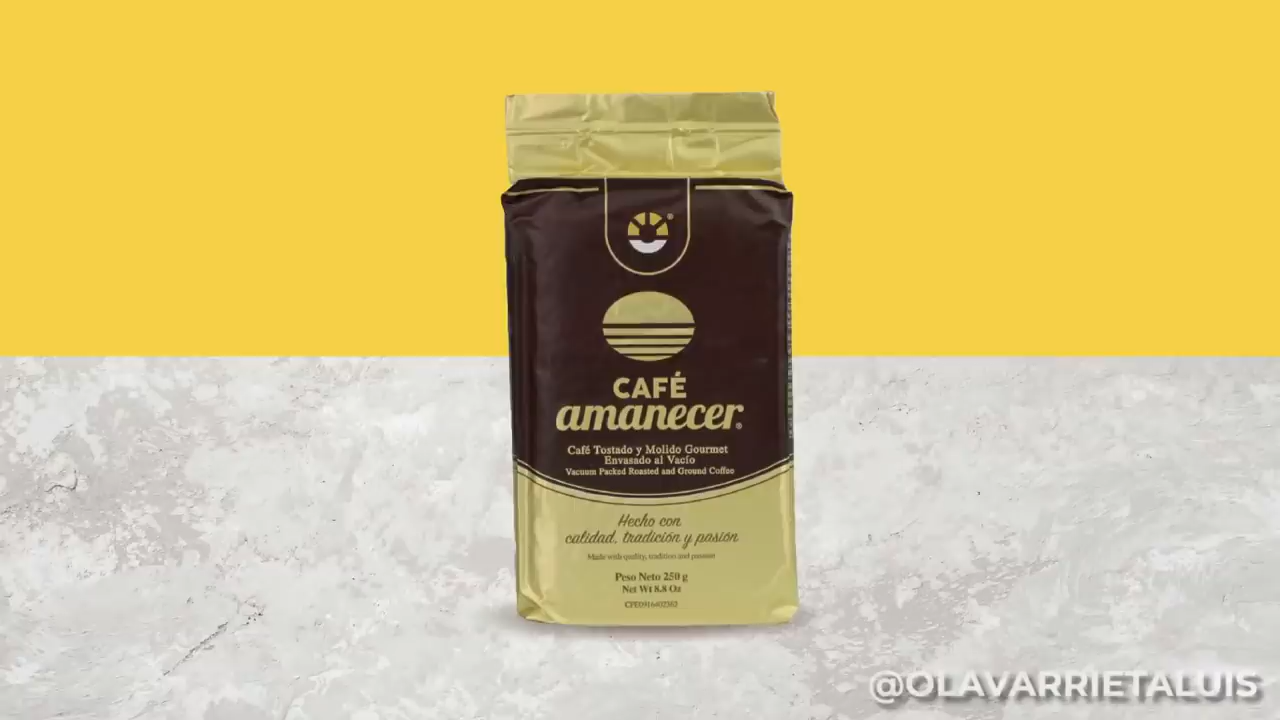 CAFÉ
amanecer®
Café Tostado y Molido Gourmet
Envasado al Vacío
Vacuum Packed Roasted and Ground Coffee
Hecho con
calidad, tradición y pasión
Made with quality, tradition and passion
Peso Neto 250 g
Net Wt 8.8 Oz
@OLAVARRIETALUIS